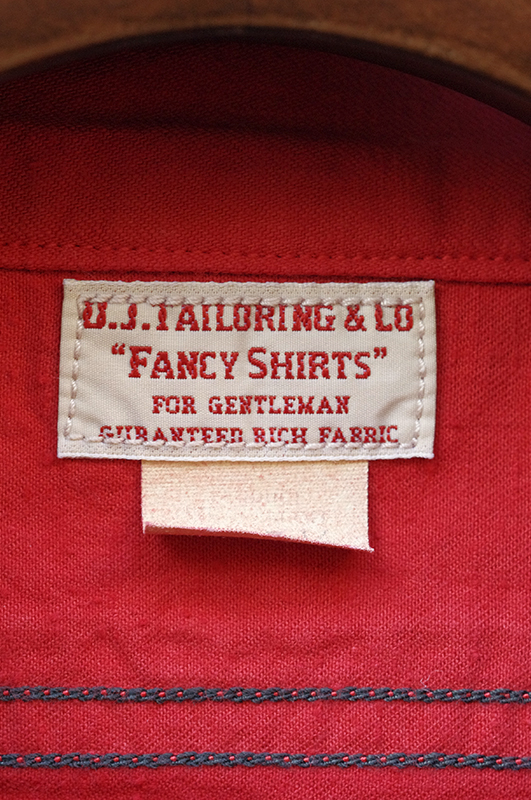 D.J. TAILORING & CO
“FANCY SHIRTS”
FOR GENTLEMAN
GURANTEED RICH FABRIC